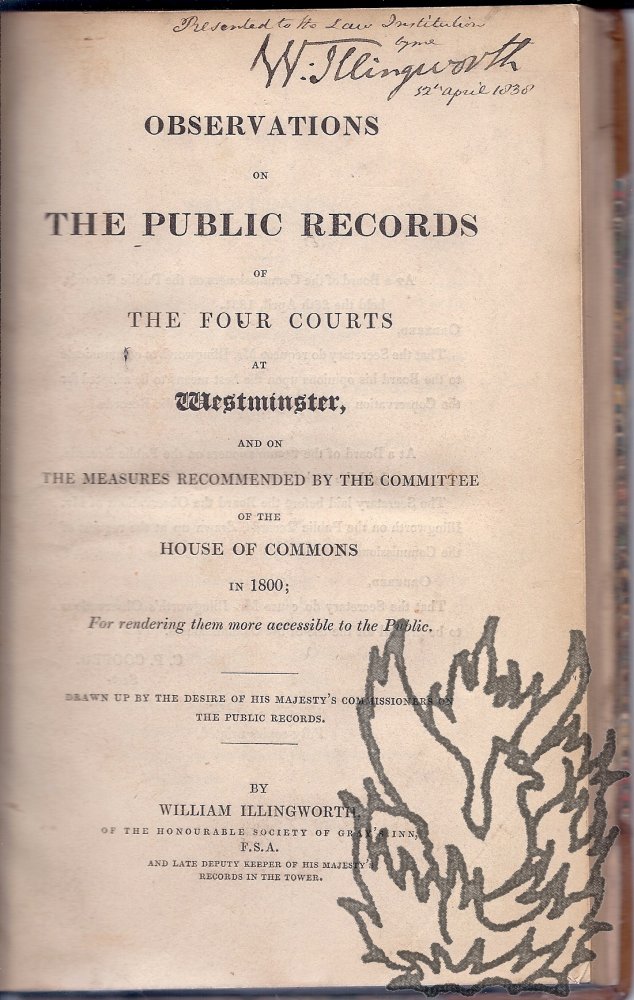 Presented to the Law Institution
by me
W: Illingworth
April 1838
OBSERVATIONS
ON
THE PUBLIC RECORDS
OF
THE FOUR COURTS
AT
Westminster,
AND ON
THE MEASURES RECOMMENDED BY THE COMMITTEE
OF THE
HOUSE OF COMMONS
IN 1800;
For rendering them more accessible to the Public.
DRAWN UP BY THE DESIRE OF HIS MAJESTY'S COMMISSIONERS ON
THE PUBLIC RECORDS.
BY
WILLIAM ILLINGWORTH,
OF THE HONOURABLE SOCIETY OF GRAY'S INN,
F.S.A.
AND LATE DEPUTY KEEPER OF HIS MAJESTY'S
RECORDS IN THE TOWER.